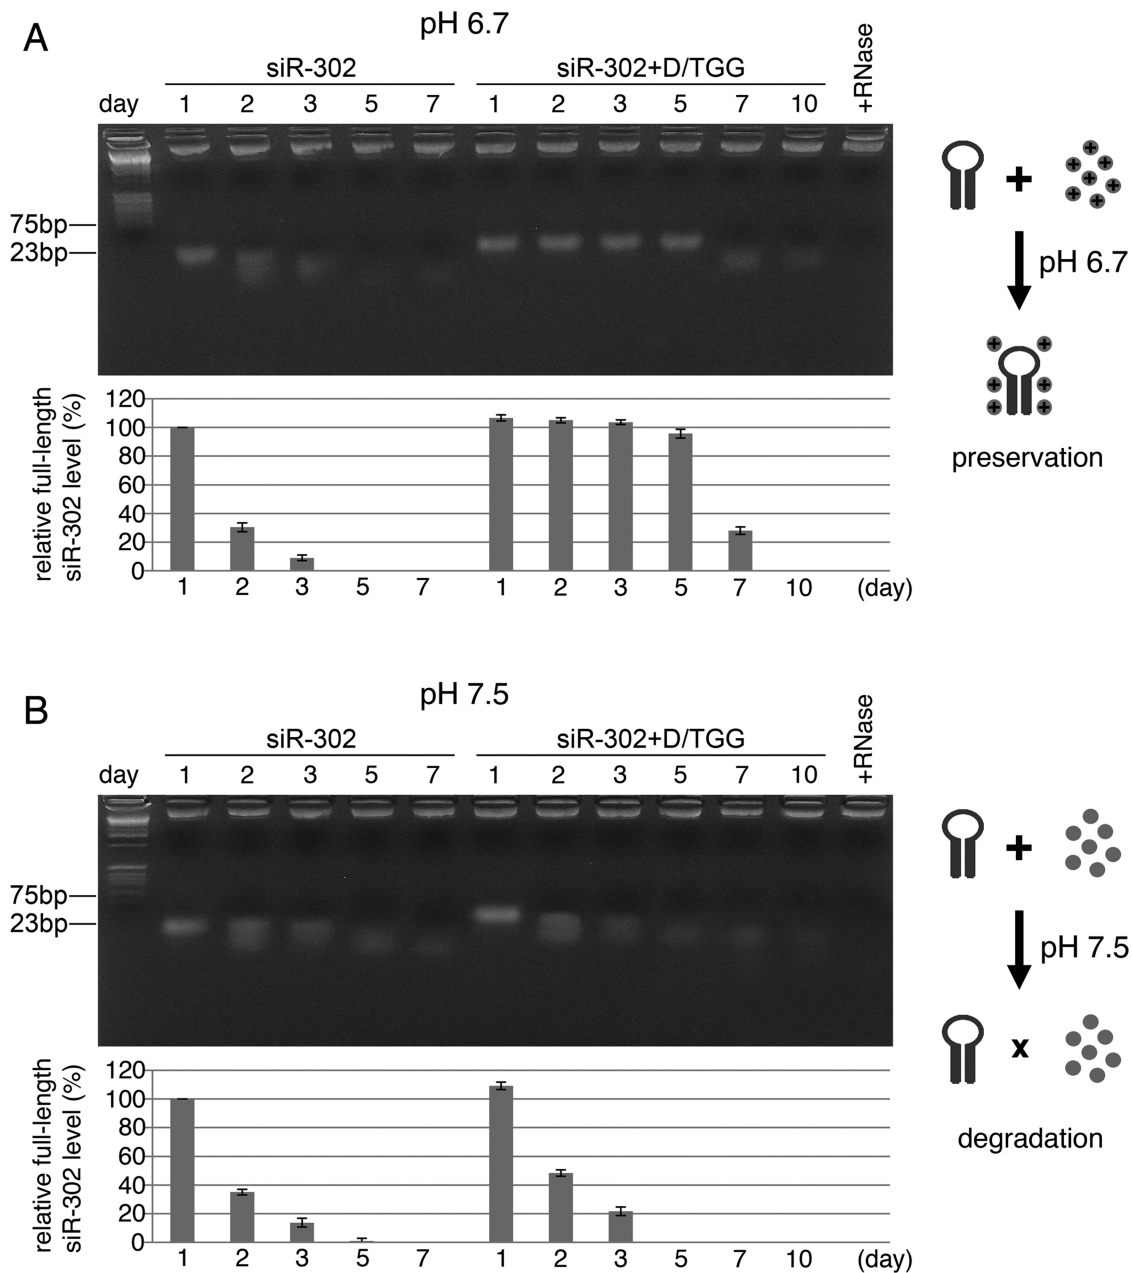 A
pH 6.7
siR-302
siR-302+D/TGG
+RNase
day 1 2 3 5 7 1 2 3 5 7 10
75bp
23bp
+
pH 6.7
preservation
relative full-length
siR-302 level (%)
120
100
80
60
40
20
0
1 2 3 5 7 1 2 3 5 7 10 (day)
B
pH 7.5
siR-302
siR-302+D/TGG
+RNase
day 1 2 3 5 7 1 2 3 5 7 10
75bp
23bp
+
pH 7.5
x
degradation
relative full-length
siR-302 level (%)
120
100
80
60
40
20
0
1 2 3 5 7 1 2 3 5 7 10 (day)